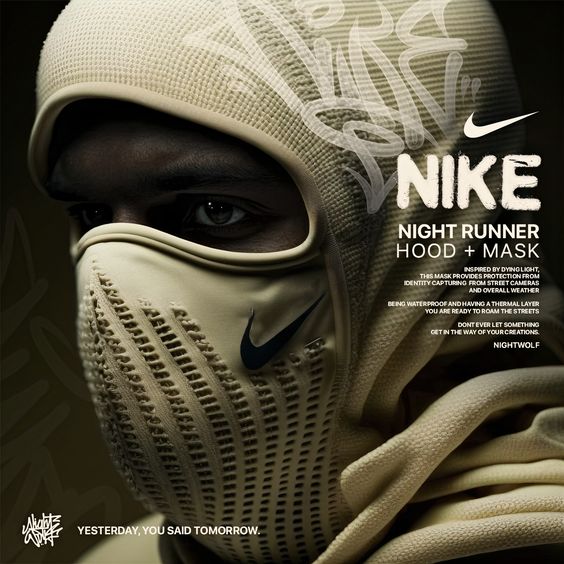 NIKE
NIGHT RUNNER
HOOD + MASK
INSPIRED BY DYING LIGHT,
THIS MASK PROVIDES PROTECTION FROM
IDENTITY CAPTURING FROM STREET CAMERAS
AND OVERALL WEATHER
BEING WATERPROOF AND HAVING A THERMAL LAYER
YOU ARE READY TO ROAM THE STREETS
DONT EVER LET SOMETHING
GET IN THE WAY OF YOUR CREATIONS.
NIGHTWOLF
YESTERDAY, YOU SAID TOMORROW.